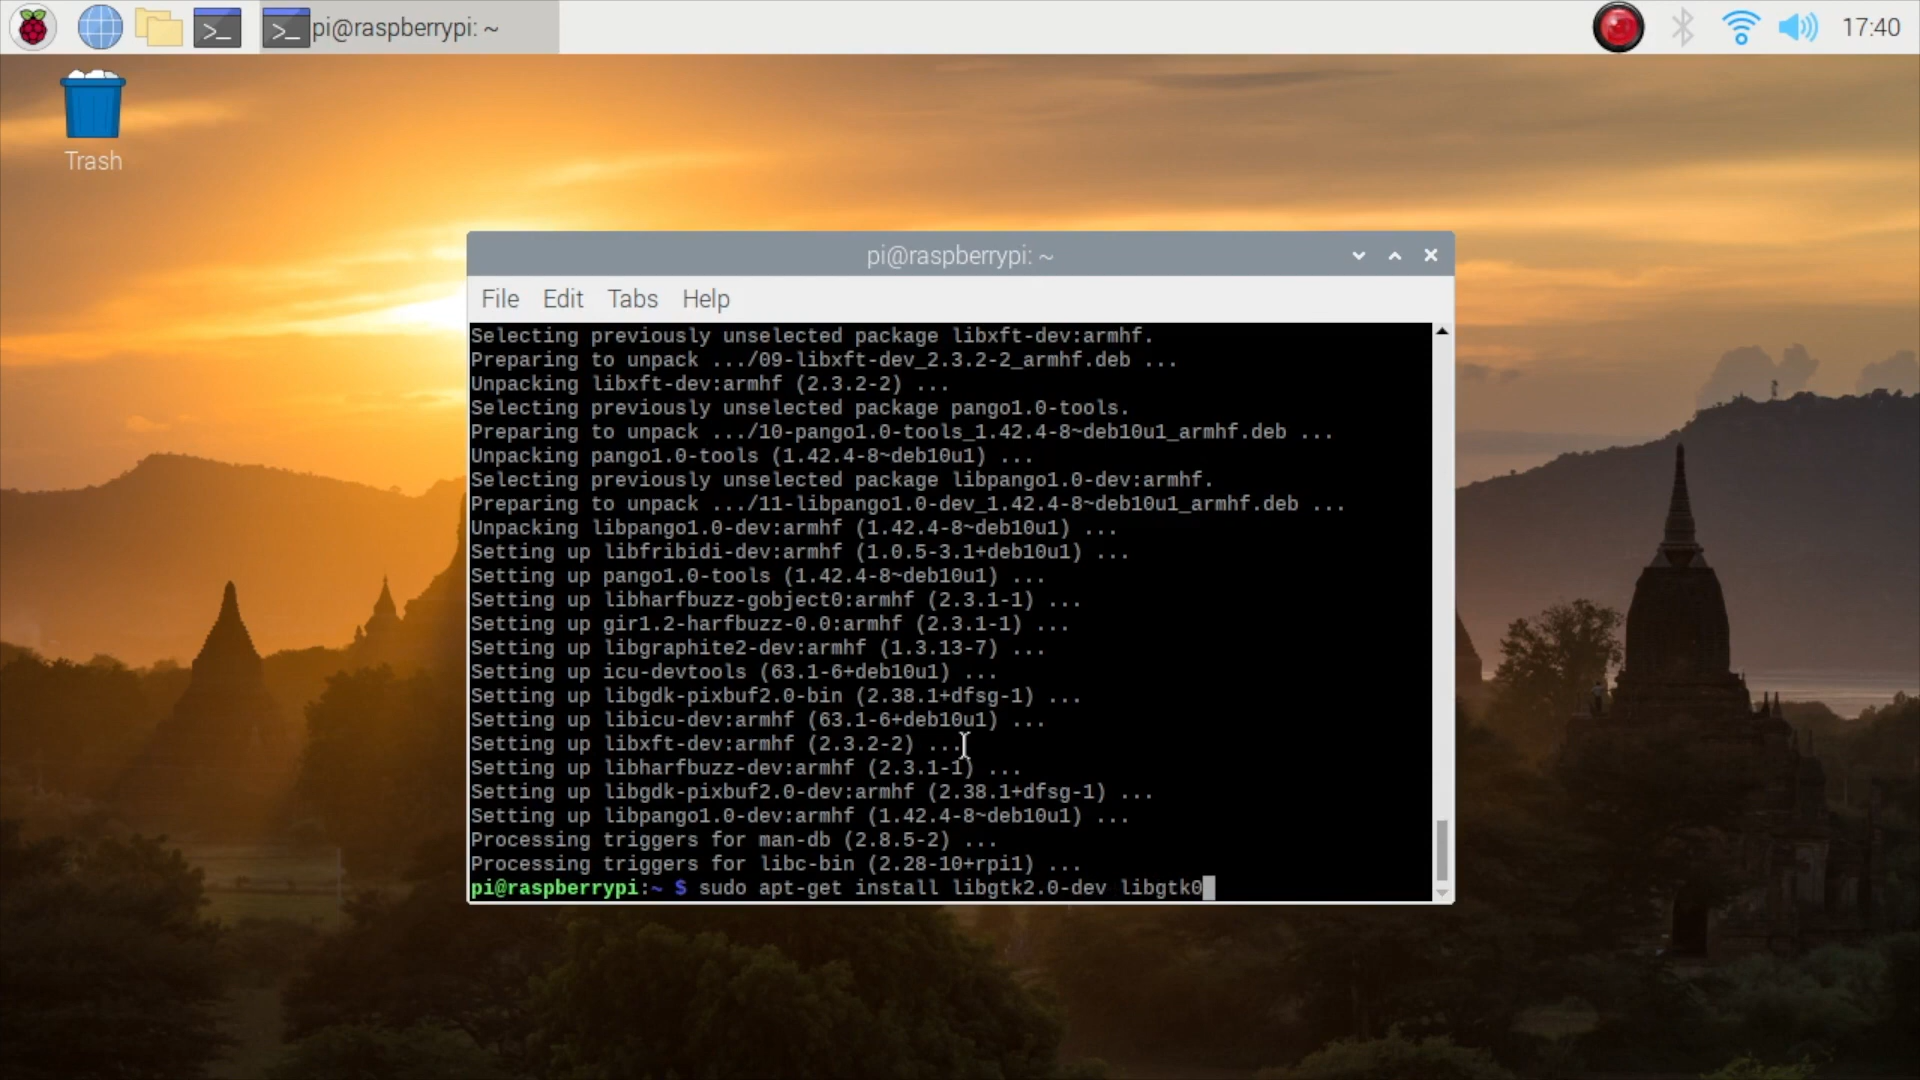 pi@raspberrypi: ~
17:40
Trash
pi@raspberrypi: ~
File Edit Tabs Help
Selecting previously unselected package libxft-dev:armhf.
Preparing to unpack .../09-libxft-dev_2.3.2-2_armhf.deb ...
Unpacking libxft-dev:armhf (2.3.2-2) ...
Selecting previously unselected package pango1.0-tools.
Preparing to unpack .../10-pango1.0-tools_1.42.4-8~deb10u1_armhf.deb ...
Unpacking pango1.0-tools (1.42.4-8~deb10u1) ...
Selecting previously unselected package libpango1.0-dev:armhf.
Preparing to unpack .../11-libpango1.0-dev_1.42.4-8~deb10u1_armhf.deb ...
Unpacking libpango1.0-dev:armhf (1.42.4-8~deb10u1) ...
Setting up libfribidi-dev:armhf (1.0.5-3.1+deb10u1) ...
Setting up pango1.0-tools (1.42.4-8~deb10u1) ...
Setting up libharfbuzz-gobject0:armhf (2.3.1-1) ...
Setting up gir1.2-harfbuzz-0.0:armhf (2.3.1-1) ...
Setting up libgraphite2-dev:armhf (1.3.13-7) ...
Setting up icu-devtools (63.1-6+deb10u1) ...
Setting up libgdk-pixbuf2.0-bin (2.38.1+dfsg-1) ...
Setting up libicu-dev:armhf (63.1-6+deb10u1) ...
Setting up libxft-dev:armhf (2.3.2-2) ...
Setting up libharfbuzz-dev:armhf (2.3.1-1) ...
Setting up libgdk-pixbuf2.0-dev:armhf (2.38.1+dfsg-1) ...
Setting up libpango1.0-dev:armhf (1.42.4-8~deb10u1) ...
Processing triggers for man-db (2.8.5-2) ...
Processing triggers for libc-bin (2.28-10+rpi1) ...
pi@raspberrypi:~ $ sudo apt-get install libgtk2.0-dev libgtk0